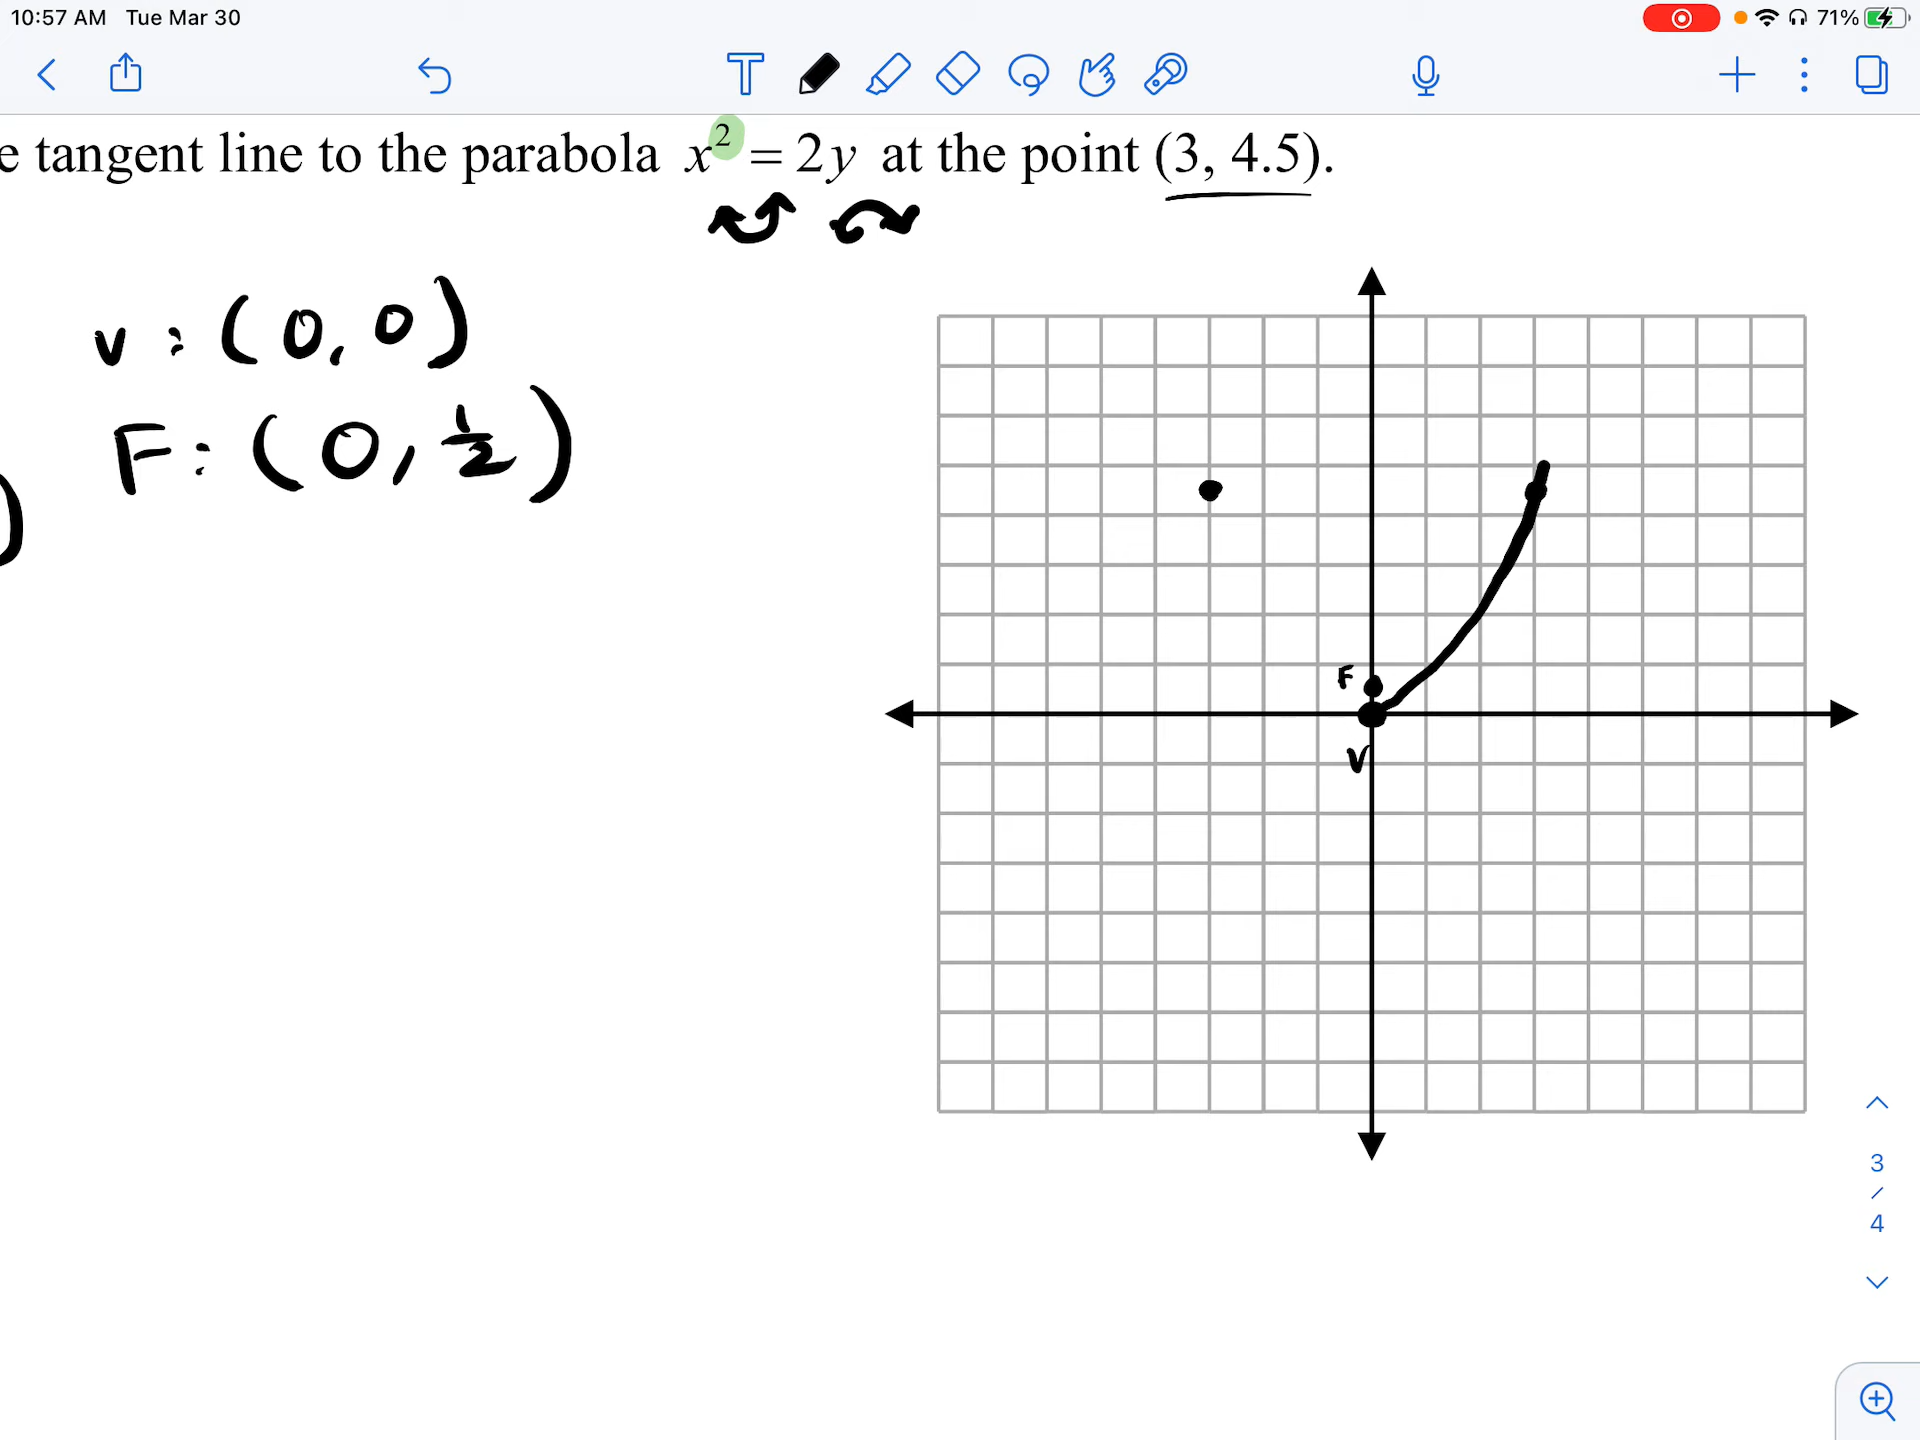 10:57 AM Tue Mar 30
71%
T
e tangent line to the parabola x² = 2y at the point (3, 4.5).
v : (0, 0)
F : (0, ½)
)
F
V
3
/
4